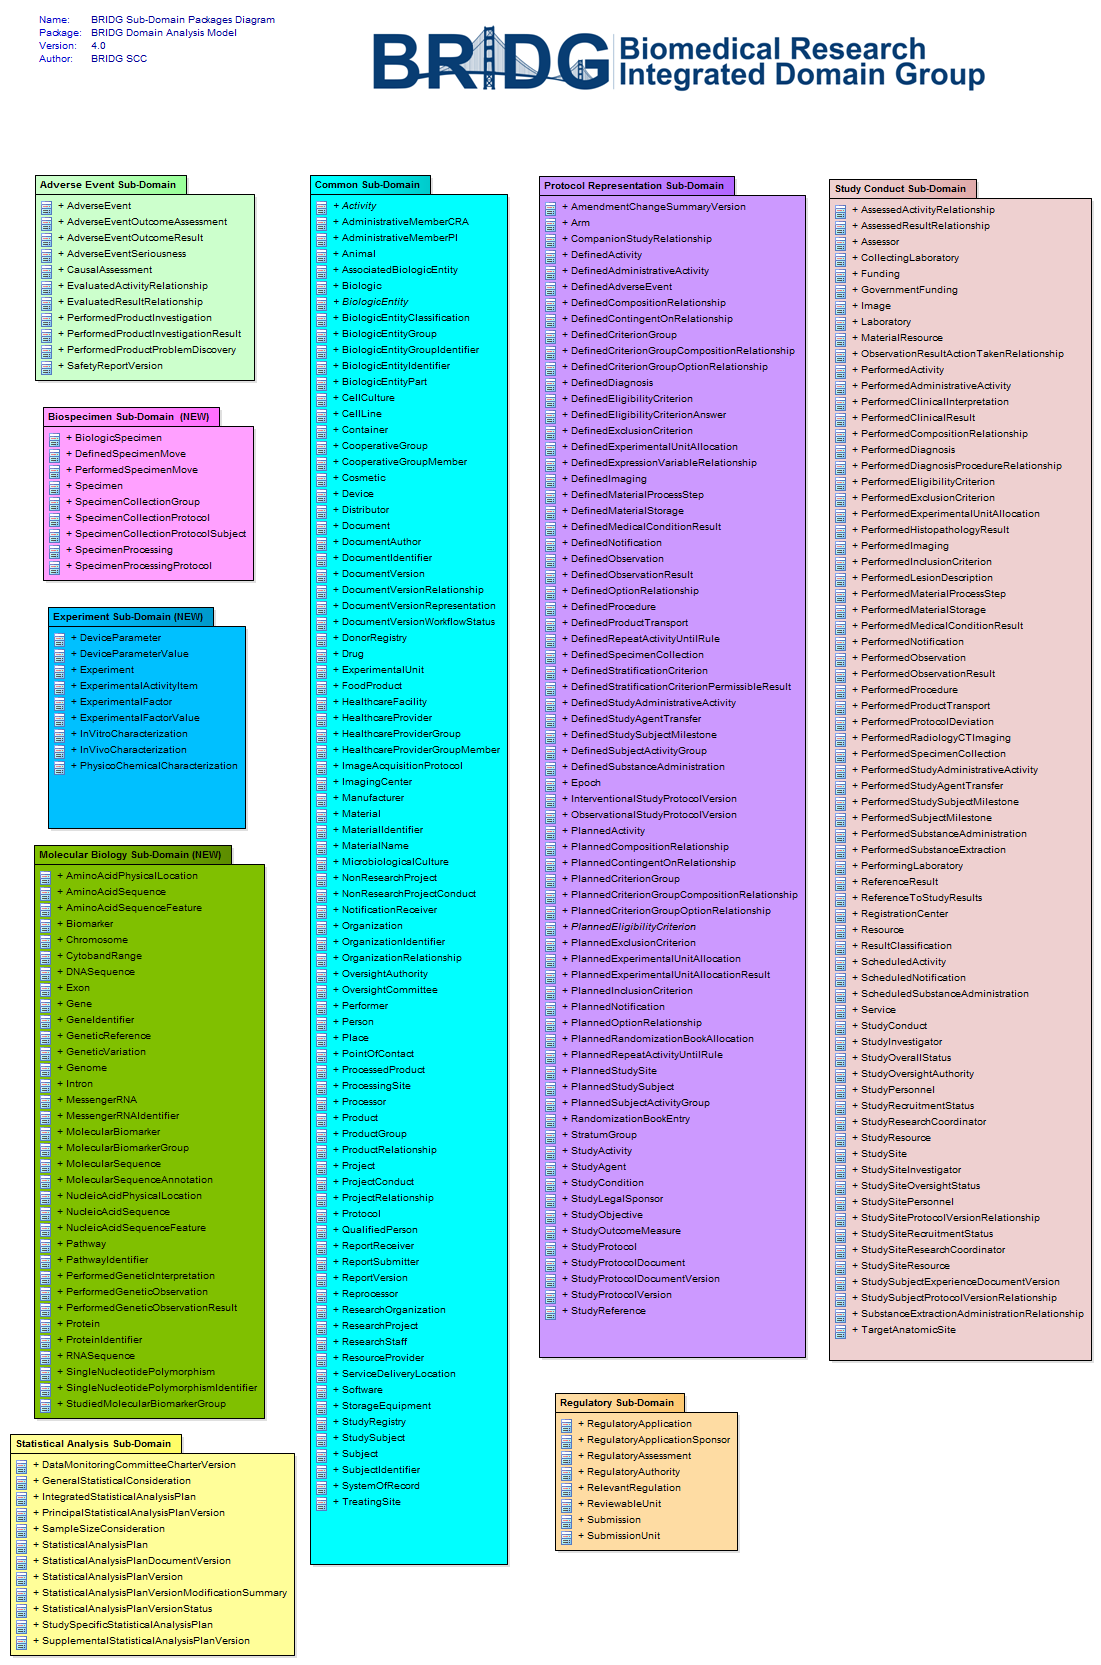 Name: BRIDG Sub-Domain Packages Diagram
Package: BRIDG Domain Analysis Model
Version: 4.0
Author: BRIDG SCC
BRIDG
Biomedical Research
Integrated Domain Group
Adverse Event Sub-Domain
+ AdverseEvent
+ AdverseEventOutcomeAssessment
+ AdverseEventOutcomeResult
+ AdverseEventSeriousness
+ CausalAssessment
+ EvaluatedActivityRelationship
+ EvaluatedResultRelationship
+ PerformedProductInvestigation
+ PerformedProductInvestigationResult
+ PerformedProductProblemDiscovery
+ SafetyReportVersion
Biospecimen Sub-Domain (NEW)
+ BiologicSpecimen
+ DefinedSpecimenMove
+ PerformedSpecimenMove
+ Specimen
+ SpecimenCollectionGroup
+ SpecimenCollectionProtocol
+ SpecimenCollectionProtocolSubject
+ SpecimenProcessing
+ SpecimenProcessingProtocol
Experiment Sub-Domain (NEW)
+ DeviceParameter
+ DeviceParameterValue
+ Experiment
+ ExperimentalActivityItem
+ ExperimentalFactor
+ ExperimentalFactorValue
+ InVitroCharacterization
+ InVivoCharacterization
+ PhysicoChemicalCharacterization
Molecular Biology Sub-Domain (NEW)
+ AminoAcidPhysicalLocation
+ AminoAcidSequence
+ AminoAcidSequenceFeature
+ Biomarker
+ Chromosome
+ CytobandRange
+ DNASequence
+ Exon
+ Gene
+ GeneIdentifier
+ GeneticReference
+ GeneticVariation
+ Genome
+ Intron
+ MessengerRNA
+ MessengerRNAIdentifier
+ MolecularBiomarker
+ MolecularBiomarkerGroup
+ MolecularSequence
+ MolecularSequenceAnnotation
+ NucleicAcidPhysicalLocation
+ NucleicAcidSequence
+ NucleicAcidSequenceFeature
+ Pathway
+ PathwayIdentifier
+ PerformedGeneticInterpretation
+ PerformedGeneticObservation
+ PerformedGeneticObservationResult
+ Protein
+ ProteinIdentifier
+ RNASequence
+ SingleNucleotidePolymorphism
+ SingleNucleotidePolymorphismIdentifier
+ StudiedMolecularBiomarkerGroup
Statistical Analysis Sub-Domain
+ DataMonitoringCommitteeCharterVersion
+ GeneralStatisticalConsideration
+ IntegratedStatisticalAnalysisPlan
+ PrincipalStatisticalAnalysisPlanVersion
+ SampleSizeConsideration
+ StatisticalAnalysisPlan
+ StatisticalAnalysisPlanDocumentVersion
+ StatisticalAnalysisPlanVersion
+ StatisticalAnalysisPlanVersionModificationSummary
+ StatisticalAnalysisPlanVersionStatus
+ StudySpecificStatisticalAnalysisPlan
+ SupplementalStatisticalAnalysisPlanVersion
Common Sub-Domain
+ Activity
+ AdministrativeMemberCRA
+ AdministrativeMemberPI
+ Animal
+ AssociatedBiologicEntity
+ Biologic
+ BiologicEntity
+ BiologicEntityClassification
+ BiologicEntityGroup
+ BiologicEntityGroupIdentifier
+ BiologicEntityIdentifier
+ BiologicEntityPart
+ CellCulture
+ CellLine
+ Container
+ CooperativeGroup
+ CooperativeGroupMember
+ Cosmetic
+ Device
+ Distributor
+ Document
+ DocumentAuthor
+ DocumentIdentifier
+ DocumentVersion
+ DocumentVersionRelationship
+ DocumentVersionRepresentation
+ DocumentVersionWorkflowStatus
+ DonorRegistry
+ Drug
+ ExperimentalUnit
+ FoodProduct
+ HealthcareFacility
+ HealthcareProvider
+ HealthcareProviderGroup
+ HealthcareProviderGroupMember
+ ImageAcquisitionProtocol
+ ImagingCenter
+ Manufacturer
+ Material
+ MaterialIdentifier
+ MaterialName
+ MicrobiologicalCulture
+ NonResearchProject
+ NonResearchProjectConduct
+ NotificationReceiver
+ Organization
+ OrganizationIdentifier
+ OrganizationRelationship
+ OversightAuthority
+ OversightCommittee
+ Performer
+ Person
+ Place
+ PointOfContact
+ ProcessedProduct
+ ProcessingSite
+ Processor
+ Product
+ ProductGroup
+ ProductRelationship
+ Project
+ ProjectConduct
+ ProjectRelationship
+ Protocol
+ QualifiedPerson
+ ReportReceiver
+ ReportSubmitter
+ ReportVersion
+ Reprocessor
+ ResearchOrganization
+ ResearchProject
+ ResearchStaff
+ ResourceProvider
+ ServiceDeliveryLocation
+ Software
+ StorageEquipment
+ StudyRegistry
+ StudySubject
+ Subject
+ SubjectIdentifier
+ SystemOfRecord
+ TreatingSite
Protocol Representation Sub-Domain
+ AmendmentChangeSummaryVersion
+ Arm
+ CompanionStudyRelationship
+ DefinedActivity
+ DefinedAdministrativeActivity
+ DefinedAdverseEvent
+ DefinedCompositionRelationship
+ DefinedContingentOnRelationship
+ DefinedCriterionGroup
+ DefinedCriterionGroupCompositionRelationship
+ DefinedCriterionGroupOptionRelationship
+ DefinedDiagnosis
+ DefinedEligibilityCriterion
+ DefinedEligibilityCriterionAnswer
+ DefinedExclusionCriterion
+ DefinedExperimentalUnitAllocation
+ DefinedExpressionVariableRelationship
+ DefinedImaging
+ DefinedMaterialProcessStep
+ DefinedMaterialStorage
+ DefinedMedicalConditionResult
+ DefinedNotification
+ DefinedObservation
+ DefinedObservationResult
+ DefinedOptionRelationship
+ DefinedProcedure
+ DefinedProductTransport
+ DefinedRepeatActivityUntilRule
+ DefinedSpecimenCollection
+ DefinedStratificationCriterion
+ DefinedStratificationCriterionPermissibleResult
+ DefinedStudyAdministrativeActivity
+ DefinedStudyAgentTransfer
+ DefinedStudySubjectMilestone
+ DefinedSubjectActivityGroup
+ DefinedSubstanceAdministration
+ Epoch
+ InterventionalStudyProtocolVersion
+ ObservationalStudyProtocolVersion
+ PlannedActivity
+ PlannedCompositionRelationship
+ PlannedContingentOnRelationship
+ PlannedCriterionGroup
+ PlannedCriterionGroupCompositionRelationship
+ PlannedCriterionGroupOptionRelationship
+ PlannedEligibilityCriterion
+ PlannedExclusionCriterion
+ PlannedExperimentalUnitAllocation
+ PlannedExperimentalUnitAllocationResult
+ PlannedInclusionCriterion
+ PlannedNotification
+ PlannedOptionRelationship
+ PlannedRandomizationBookAllocation
+ PlannedRepeatActivityUntilRule
+ PlannedStudySite
+ PlannedStudySubject
+ PlannedSubjectActivityGroup
+ RandomizationBookEntry
+ StratumGroup
+ StudyActivity
+ StudyAgent
+ StudyCondition
+ StudyLegalSponsor
+ StudyObjective
+ StudyOutcomeMeasure
+ StudyProtocol
+ StudyProtocolDocument
+ StudyProtocolDocumentVersion
+ StudyProtocolVersion
+ StudyReference
Regulatory Sub-Domain
+ RegulatoryApplication
+ RegulatoryApplicationSponsor
+ RegulatoryAssessment
+ RegulatoryAuthority
+ RelevantRegulation
+ ReviewableUnit
+ Submission
+ SubmissionUnit
Study Conduct Sub-Domain
+ AssessedActivityRelationship
+ AssessedResultRelationship
+ Assessor
+ CollectingLaboratory
+ Funding
+ GovernmentFunding
+ Image
+ Laboratory
+ MaterialResource
+ ObservationResultActionTakenRelationship
+ PerformedActivity
+ PerformedAdministrativeActivity
+ PerformedClinicalInterpretation
+ PerformedClinicalResult
+ PerformedCompositionRelationship
+ PerformedDiagnosis
+ PerformedDiagnosisProcedureRelationship
+ PerformedEligibilityCriterion
+ PerformedExclusionCriterion
+ PerformedExperimentalUnitAllocation
+ PerformedHistopathologyResult
+ PerformedImaging
+ PerformedInclusionCriterion
+ PerformedLesionDescription
+ PerformedMaterialProcessStep
+ PerformedMaterialStorage
+ PerformedMedicalConditionResult
+ PerformedNotification
+ PerformedObservation
+ PerformedObservationResult
+ PerformedProcedure
+ PerformedProductTransport
+ PerformedProtocolDeviation
+ PerformedRadiologyCTImaging
+ PerformedSpecimenCollection
+ PerformedStudyAdministrativeActivity
+ PerformedStudyAgentTransfer
+ PerformedStudySubjectMilestone
+ PerformedSubjectMilestone
+ PerformedSubstanceAdministration
+ PerformedSubstanceExtraction
+ PerformingLaboratory
+ ReferenceResult
+ ReferenceToStudyResults
+ RegistrationCenter
+ Resource
+ ResultClassification
+ ScheduledActivity
+ ScheduledNotification
+ ScheduledSubstanceAdministration
+ Service
+ StudyConduct
+ StudyInvestigator
+ StudyOverallStatus
+ StudyOversightAuthority
+ StudyPersonnel
+ StudyRecruitmentStatus
+ StudyResearchCoordinator
+ StudyResource
+ StudySite
+ StudySiteInvestigator
+ StudySiteOversightStatus
+ StudySitePersonnel
+ StudySiteProtocolVersionRelationship
+ StudySiteRecruitmentStatus
+ StudySiteResearchCoordinator
+ StudySiteResource
+ StudySubjectExperienceDocumentVersion
+ StudySubjectProtocolVersionRelationship
+ SubstanceExtractionAdministrationRelationship
+ TargetAnatomicSite